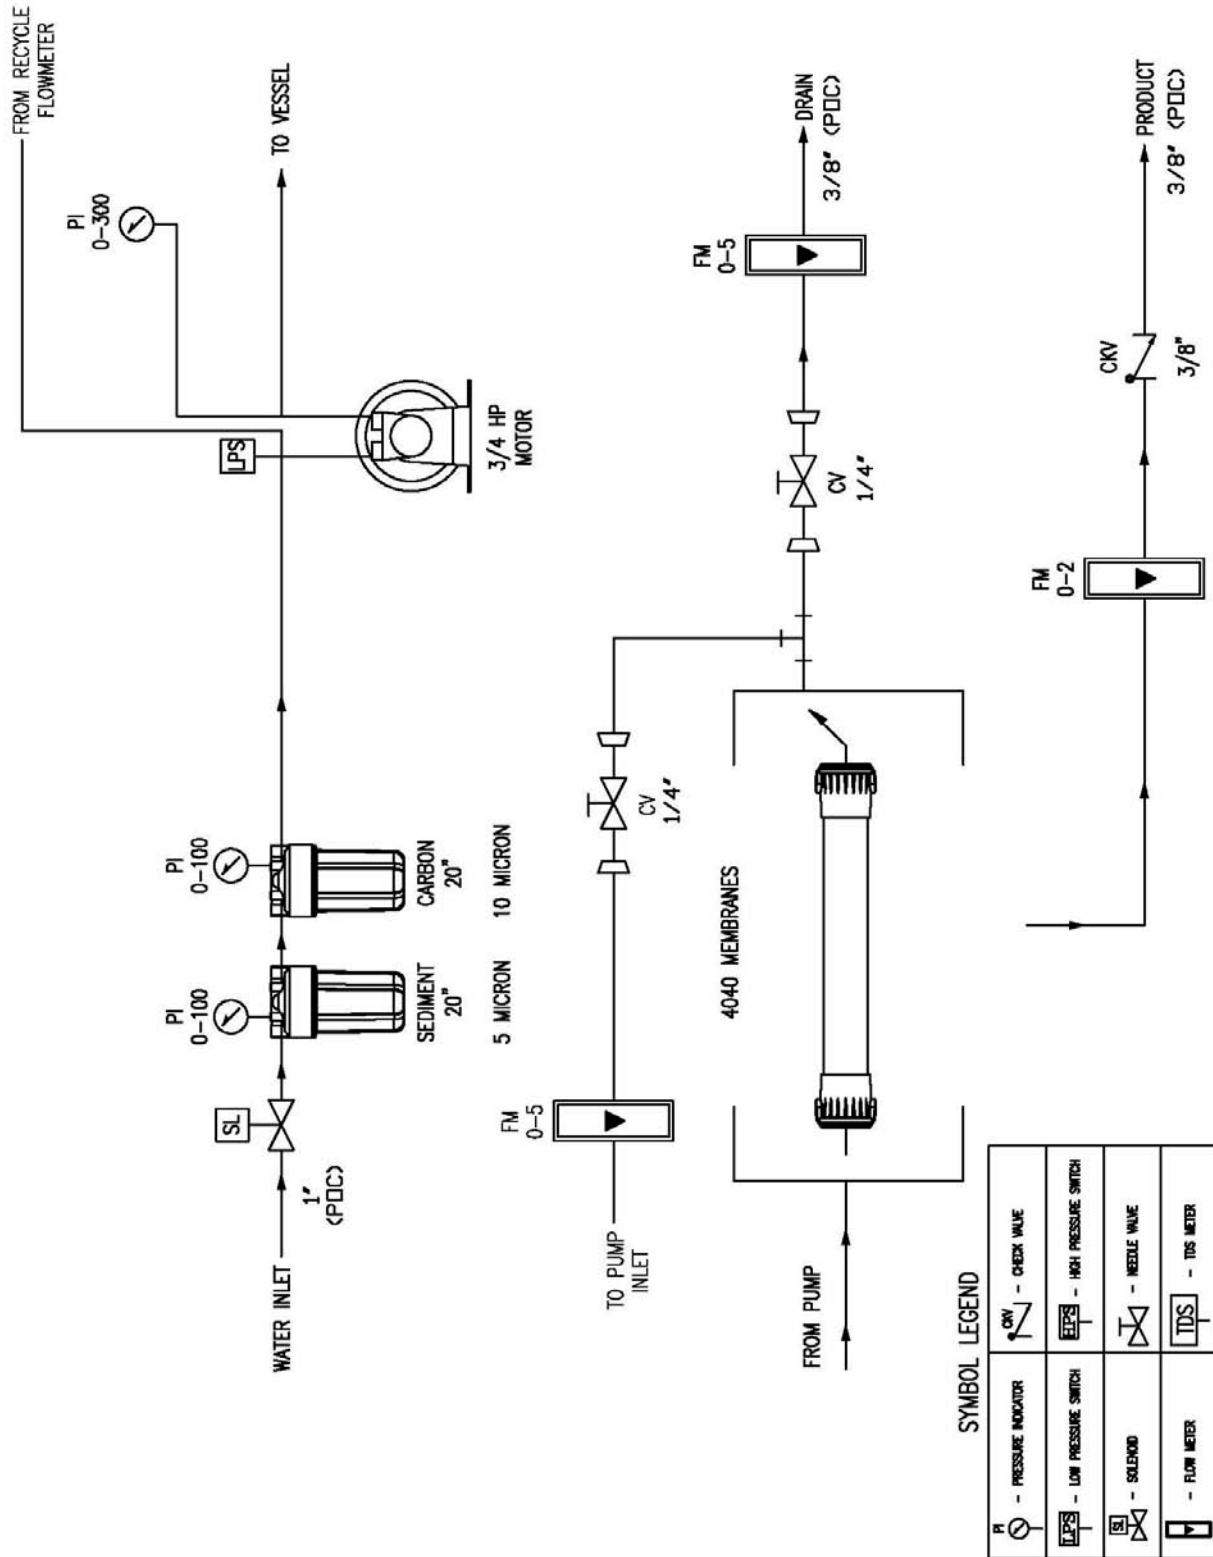 FROM RECYCLE
FLOWMETER
PI
0-300
TO VESSEL
LPS
3/4 HP
MOTOR
PI
0-100
CARBON
20"
10 MICRON
PI
0-100
SEDIMENT
20"
5 MICRON
SL
1"
(POC)
WATER INLET
TO PUMP
INLET
FM
0-5
CV
1/4"
CV
1/4"
FM
0-5
DRAIN
3/8" (POC)
FROM PUMP
4040 MEMBRANES
FM
0-2
CKV
3/8"
PRODUCT
3/8" (POC)
SYMBOL LEGEND
PI - PRESSURE INDICATOR
CKV - CHECK VALVE
LPS - LOW PRESSURE SWITCH
HPS - HIGH PRESSURE SWITCH
SL - SOLENOID
- NEEDLE VALVE
- FLOW METER
TDS - TDS METER